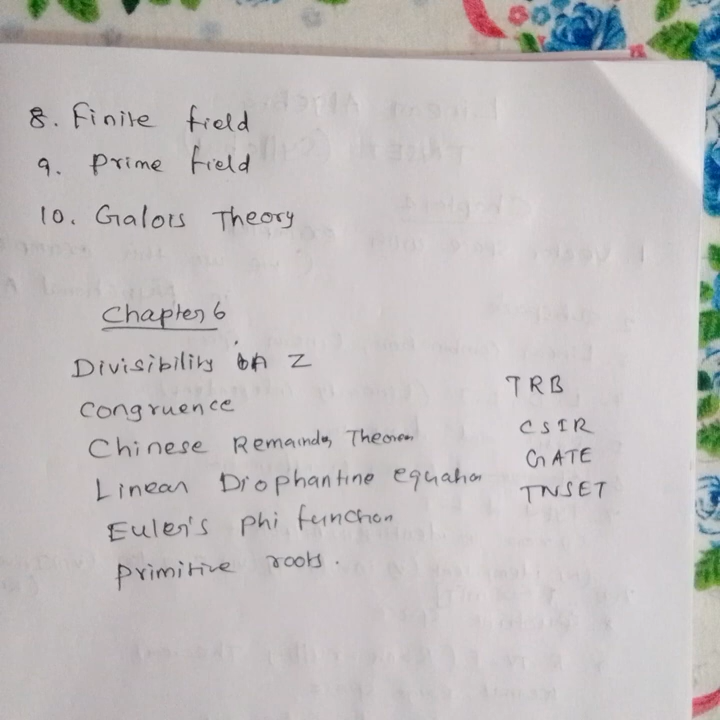 8. Finite field
9. Prime field
10. Galois Theory
Chapter 6
Divisibility in Z
Congruence
Chinese Remainder Theorem
Linear Diophantine equation
Euler's phi function
primitive roots.
TRB
CSIR
GATE
TNSET